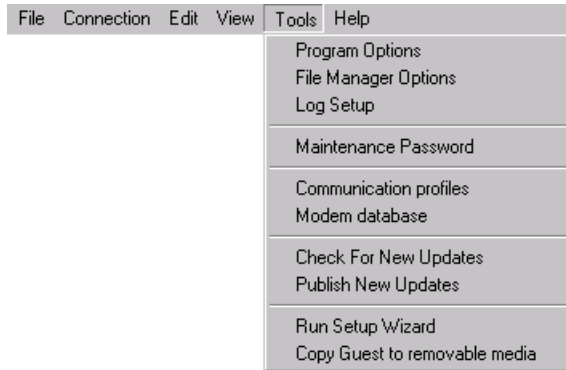 File Connection Edit View Tools Help
Program Options
File Manager Options
Log Setup
Maintenance Password
Communication profiles
Modem database
Check For New Updates
Publish New Updates
Run Setup Wizard
Copy Guest to removable media